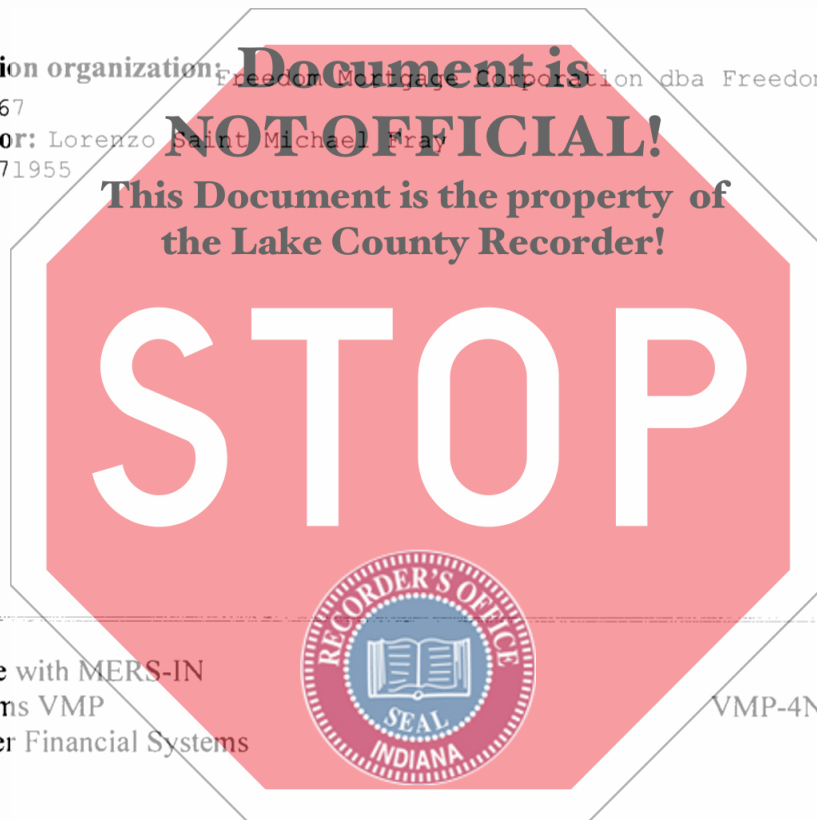 ion organization: Freedom Mortgage Corporation dba Freedom
Document is
67
NOT OFFICIAL!
or: Lorenzo Saint Michael Fray
71955
This Document is the property of
the Lake County Recorder!
STOP
RECORDER'S OFFICE
SEAL
INDIANA
e with MERS-IN
ns VMP
VMP-4N
er Financial Systems